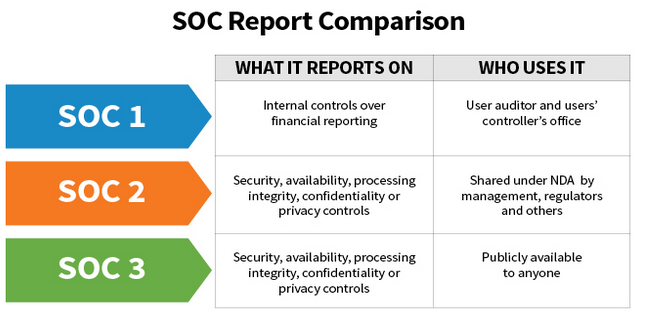 SOC Report Comparison
WHAT IT REPORTS ON
WHO USES IT
SOC 1
Internal controls over
financial reporting
User auditor and users’
controller’s office
SOC 2
Security, availability, processing
integrity, confidentiality or
privacy controls
Shared under NDA by
management, regulators
and others
SOC 3
Security, availability, processing
integrity, confidentiality or
privacy controls
Publicly available
to anyone